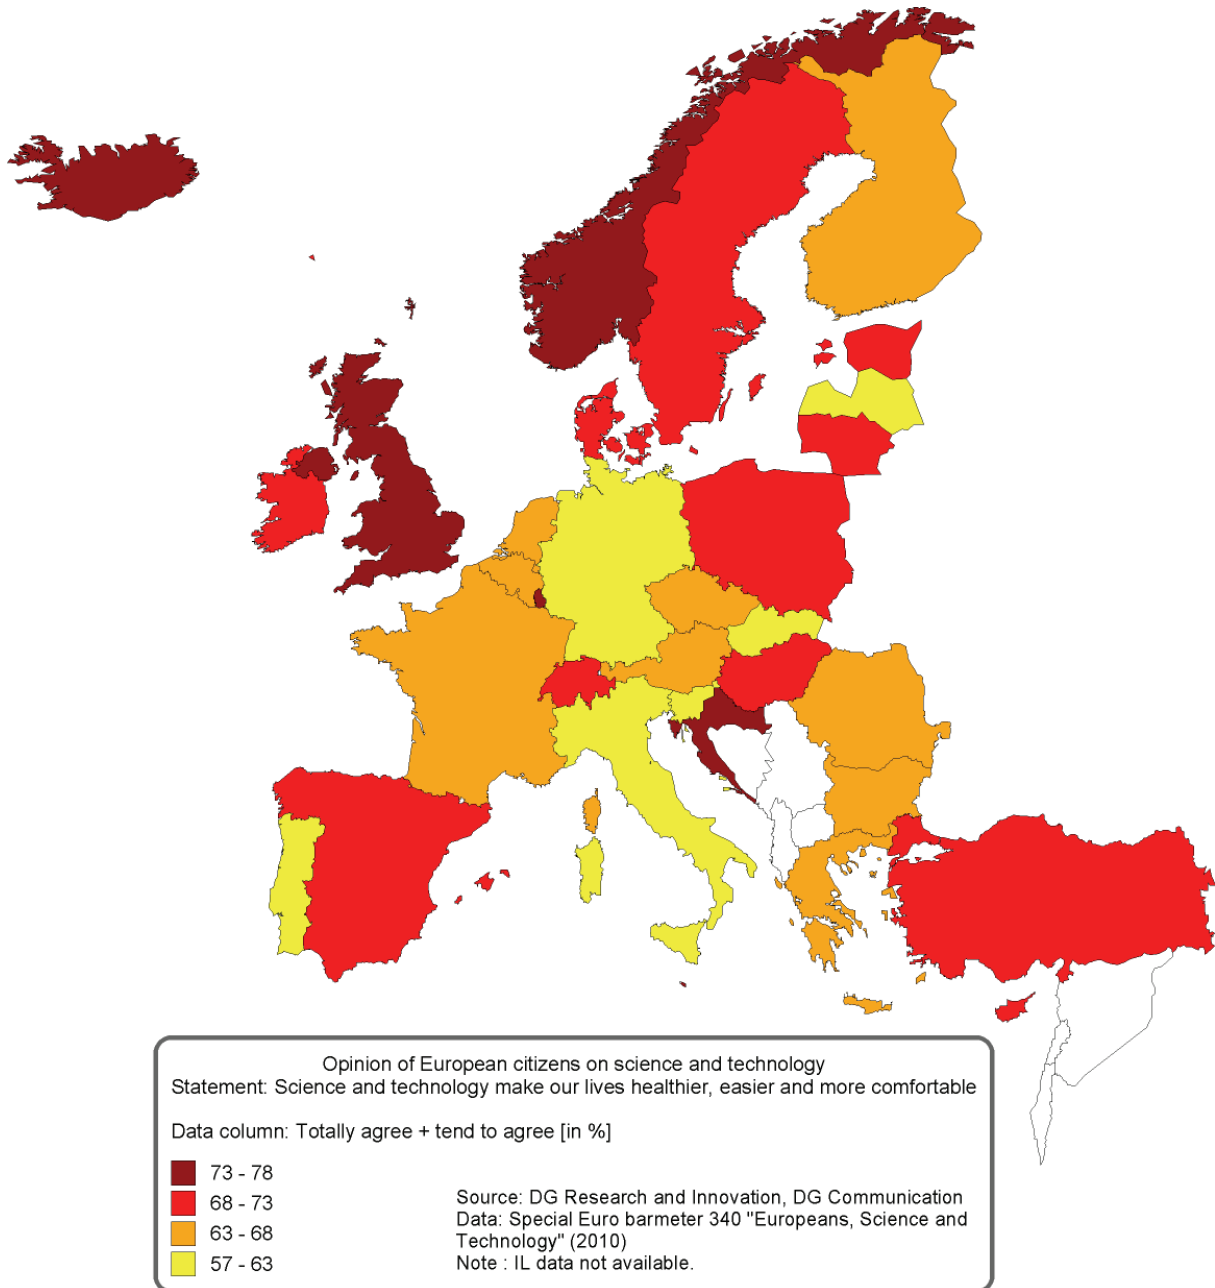 Opinion of European citizens on science and technology
Statement: Science and technology make our lives healthier, easier and more comfortable
Data column: Totally agree + tend to agree [in %]
73 - 78
68 - 73
63 - 68
57 - 63
Source: DG Research and Innovation, DG Communication
Data: Special Euro barmeter 340 "Europeans, Science and
Technology" (2010)
Note : IL data not available.